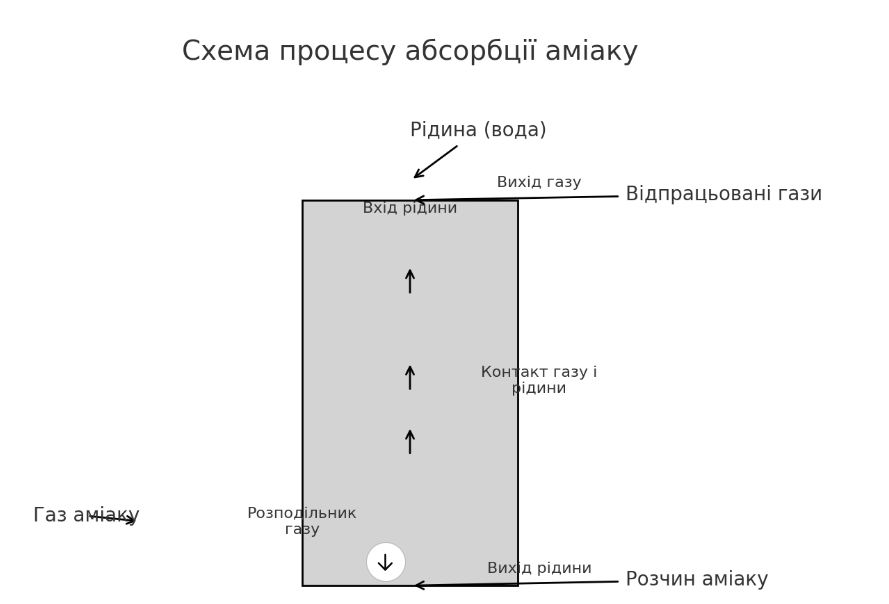 Схема процесу абсорбції аміаку
Рідина (вода)
Вихід газу
Відпрацьовані гази
Вхід рідини
Контакт газу і
рідини
Газ аміаку
Розподільник
газу
Вихід рідини
Розчин аміаку